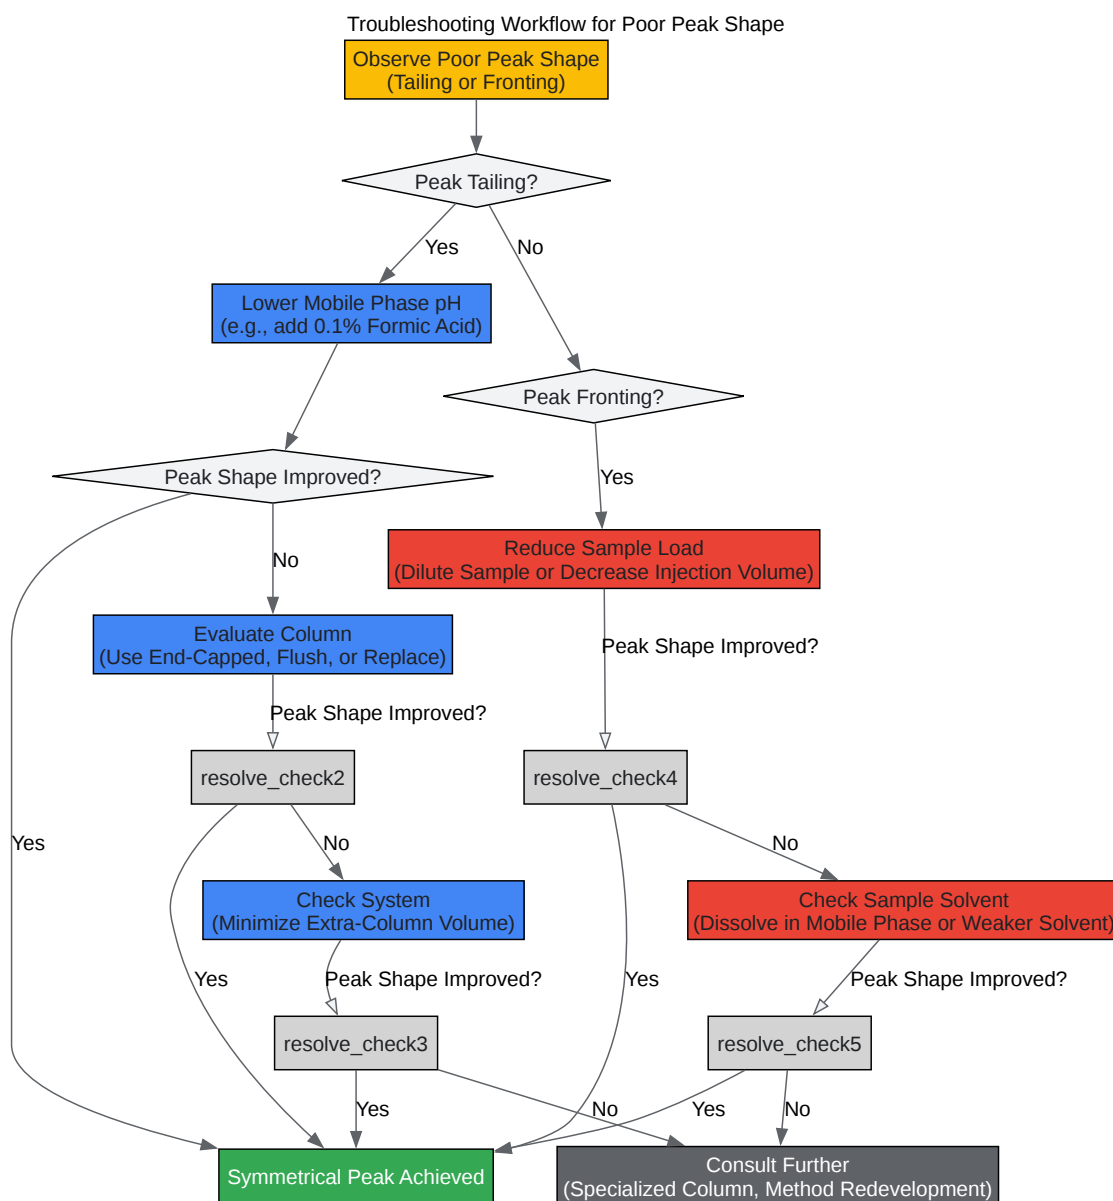 Troubleshooting Workflow for Poor Peak Shape
Observe Poor Peak Shape
(Tailing or Fronting)
Peak Tailing?
Yes
No
Lower Mobile Phase pH
(e.g., add 0.1% Formic Acid)
Peak Fronting?
Peak Shape Improved?
Yes
Reduce Sample Load
(Dilute Sample or Decrease Injection Volume)
No
Evaluate Column
(Use End-Capped, Flush, or Replace)
Peak Shape Improved?
Peak Shape Improved?
resolve_check2
resolve_check4
Yes
No
No
Check System
(Minimize Extra-Column Volume)
Check Sample Solvent
(Dissolve in Mobile Phase or Weaker Solvent)
Yes
Peak Shape Improved?
Yes
Peak Shape Improved?
resolve_check3
resolve_check5
Yes
No
Yes
No
Symmetrical Peak Achieved
Consult Further
(Specialized Column, Method Redevelopment)